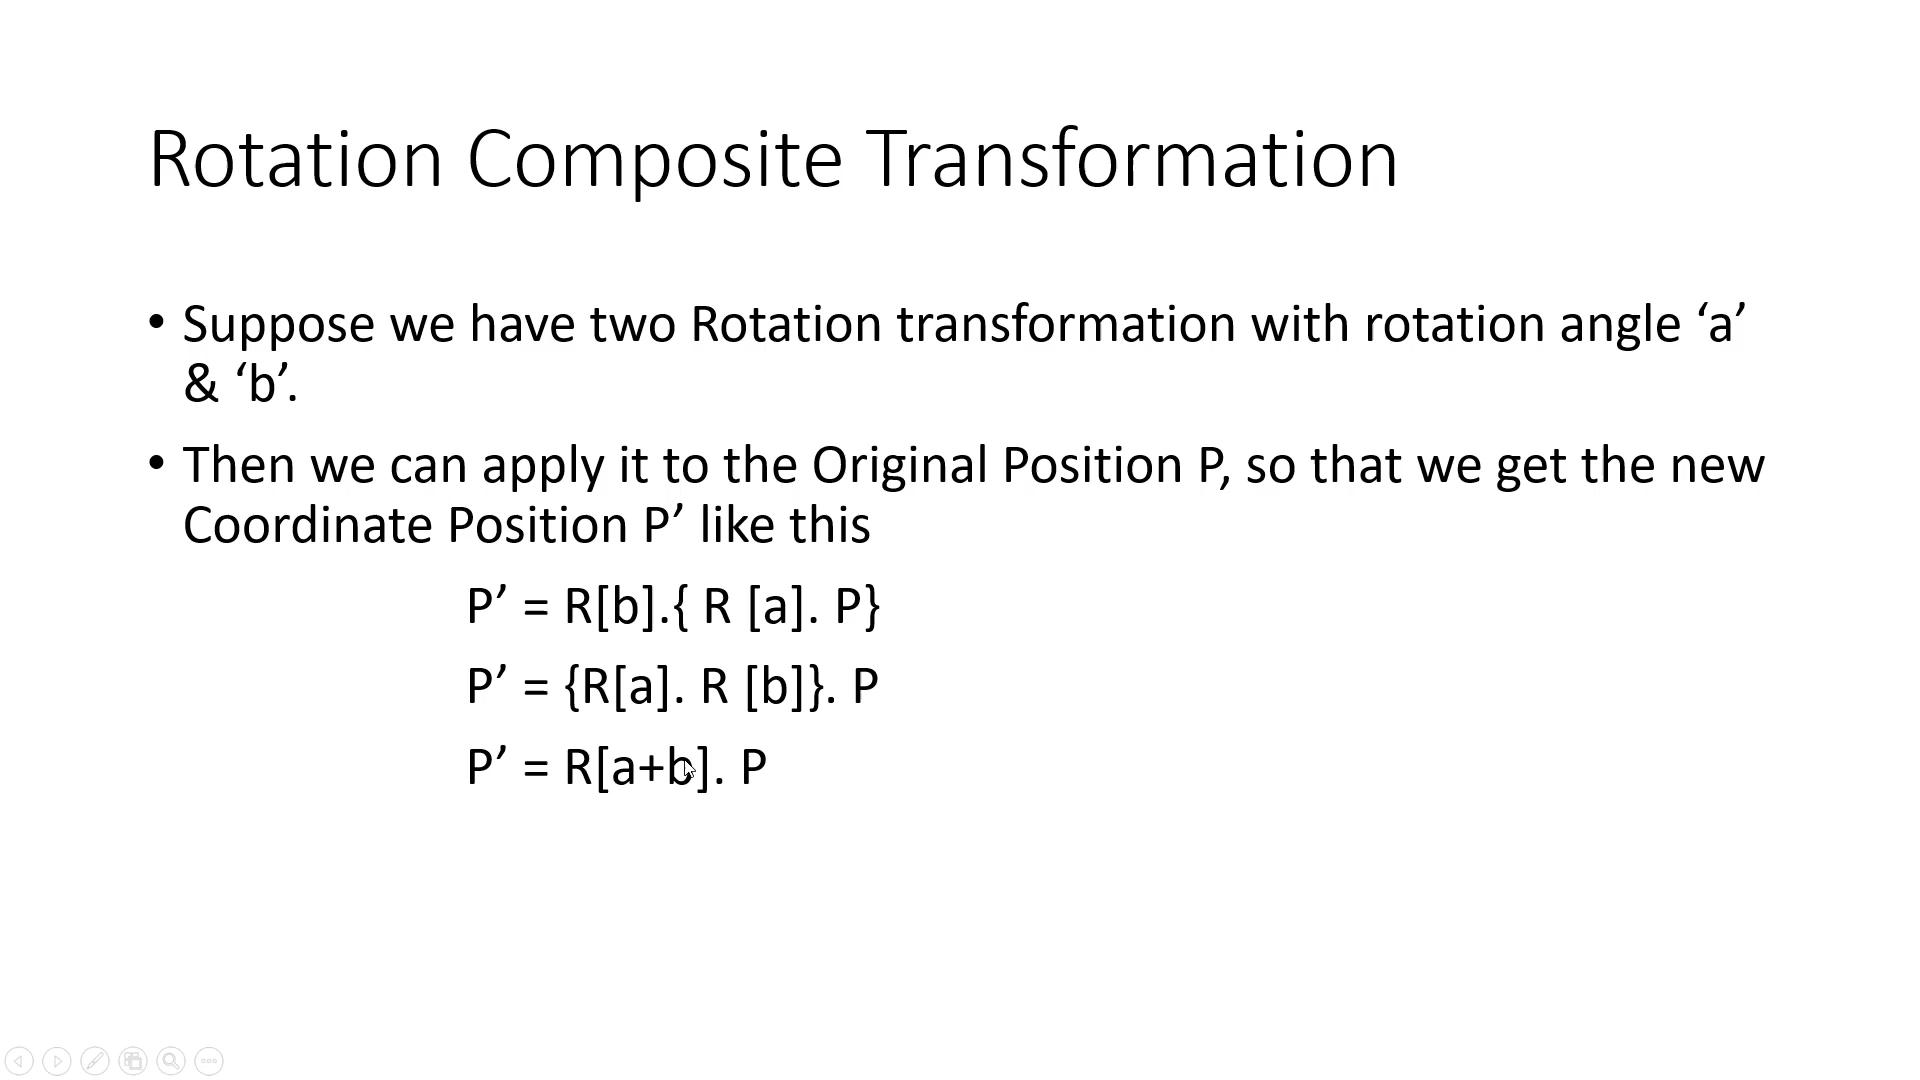 Rotation Composite Transformation
• Suppose we have two Rotation transformation with rotation angle ‘a’
& ‘b’.
• Then we can apply it to the Original Position P, so that we get the new
Coordinate Position P’ like this
P’ = R[b].{ R [a]. P}
P’ = {R[a]. R [b]}. P
P’ = R[a+b]. P